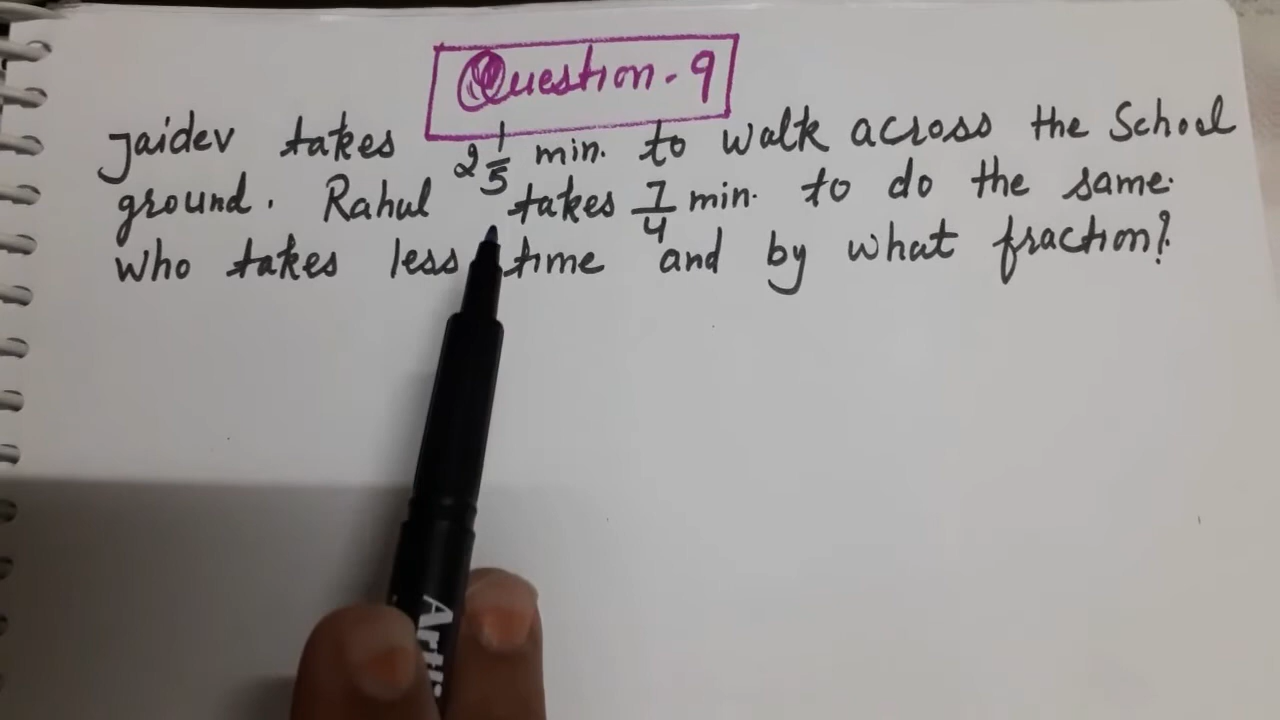 Question - 9
Jaidev takes 2 1/5 min. to walk across the School
ground. Rahul takes 7/4 min. to do the same.
Who takes less time and by what fraction?